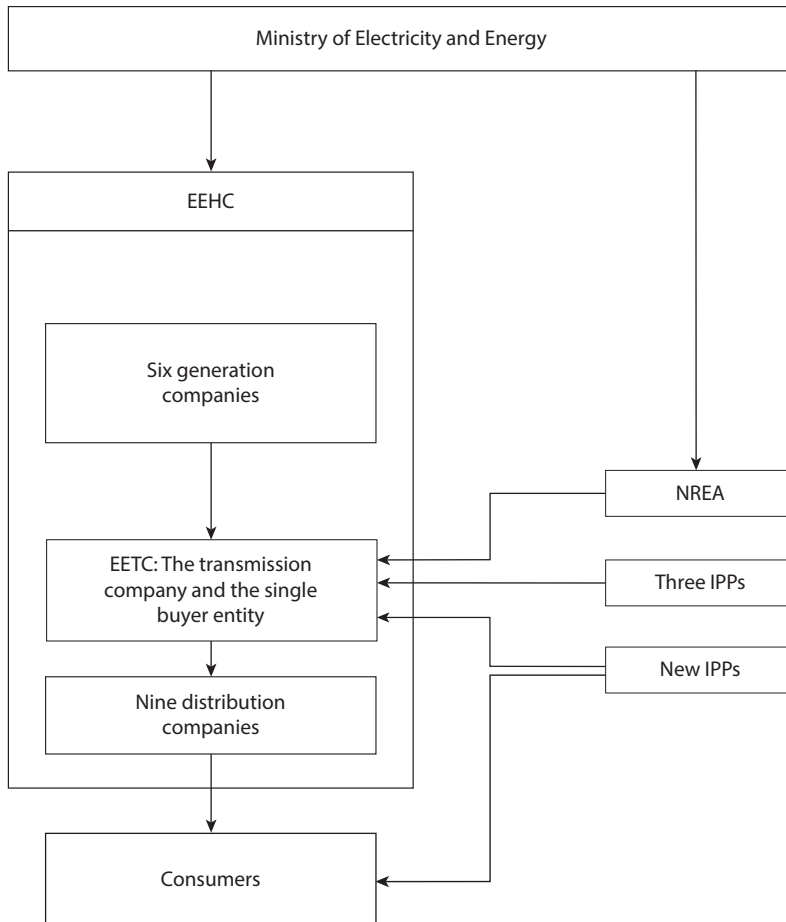 Ministry of Electricity and Energy
EEHC
Six generation
companies
NREA
EETC: The transmission
company and the single
buyer entity
Three IPPs
New IPPs
Nine distribution
companies
Consumers